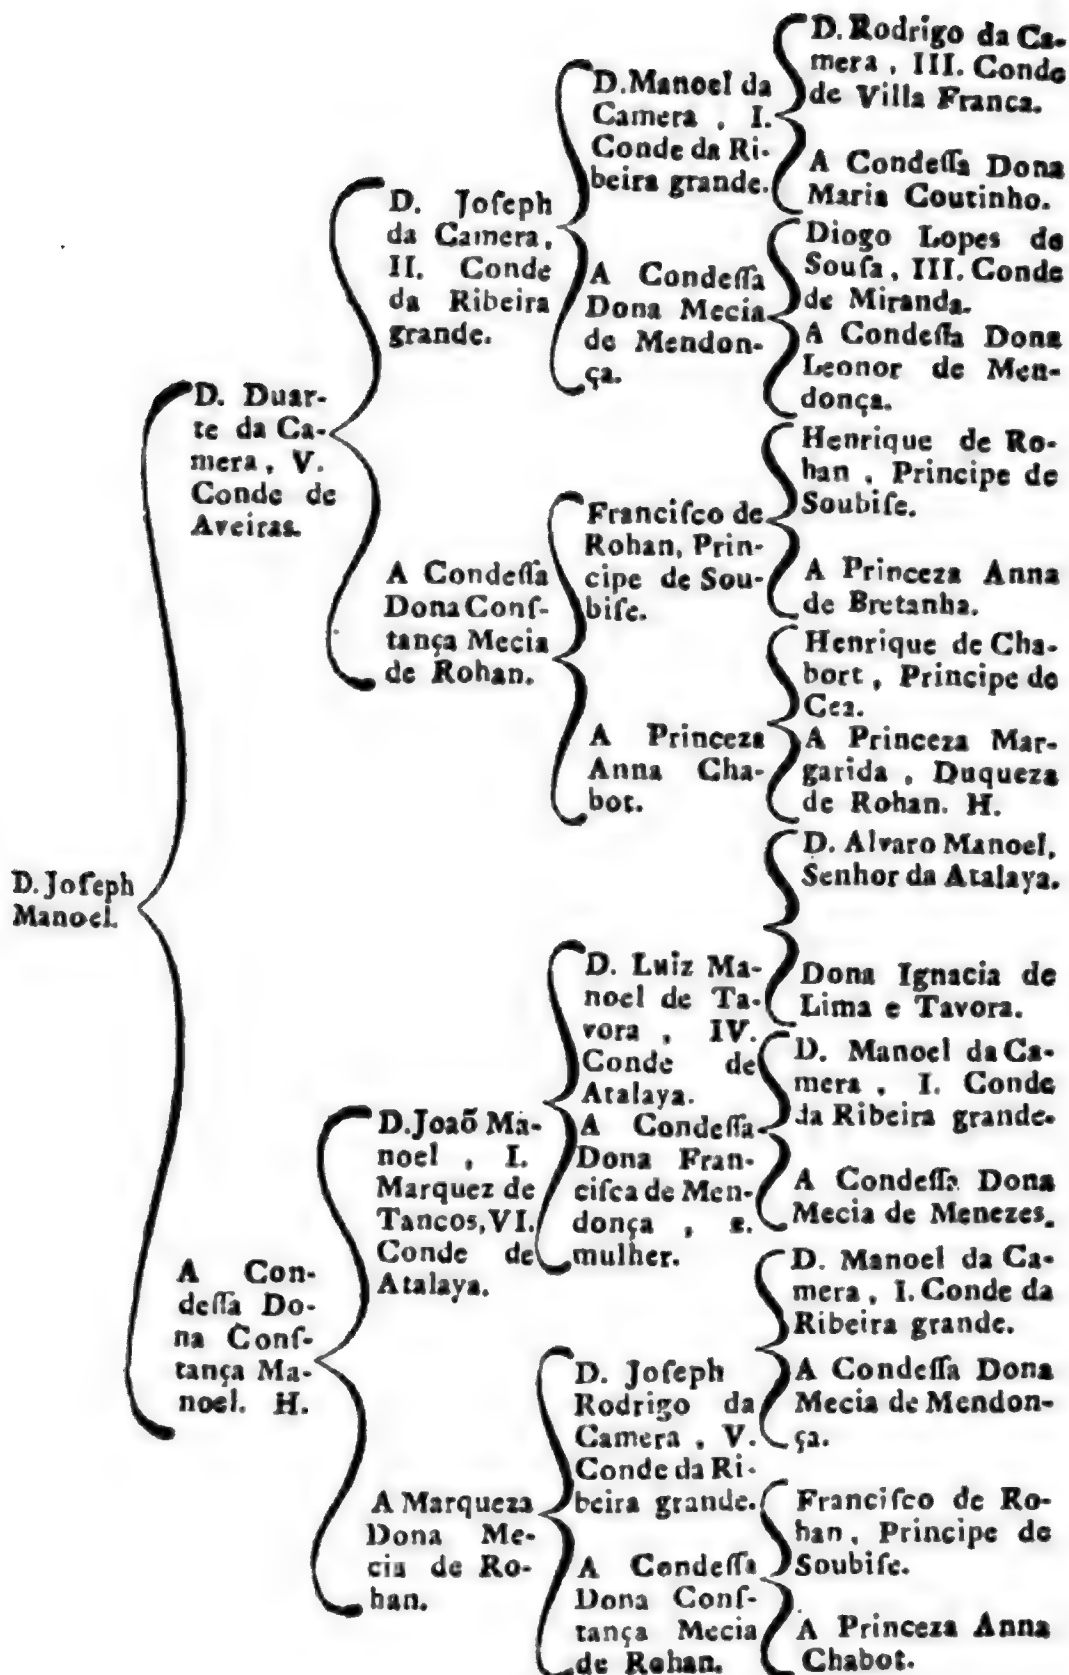 D. Joſeph
Manoel.
D. Duar-
te da Ca-
mera, V.
Conde de
Aveiras.
A Con-
deſſa Do-
na Conſ-
tança Ma-
noel. H.
D. Joſeph
da Camera,
II. Conde
da Ribeira
grande.
A Condeſſa
Dona Conſ-
tança Mecia
de Rohan.
D. Joaõ Ma-
noel, I.
Marquez de
Tancos, VI.
Conde de
Atalaya.
A Marqueza
Dona Me-
cia de Ro-
han.
D. Manoel da
Camera, I.
Conde da Ri-
beira grande.
A Condeſſa
Dona Mecia
de Mendon-
ça.
Franciſco de
Rohan, Prin-
cipe de Sou-
biſe.
A Princeza
Anna Cha-
bot.
D. Luiz Ma-
noel de Ta-
vora, IV.
Conde de
Atalaya.
A Condeſſa
Dona Fran-
ciſca de Men-
donça, 2.
mulher.
D. Joſeph
Rodrigo da
Camera, V.
Conde da Ri-
beira grande.
A Condeſſa
Dona Conſ-
tança Mecia
de Rohan.
D. Rodrigo da Ca-
mera, III. Conde
de Villa Franca.
A Condeſſa Dona
Maria Coutinho.
Diogo Lopes de
Souſa, III. Conde
de Miranda.
A Condeſſa Dona
Leonor de Men-
donça.
Henrique de Ro-
han, Principe de
Soubiſe.
A Princeza Anna
de Bretanha.
Henrique de Cha-
bort, Principe de
Cea.
A Princeza Mar-
garida, Duqueza
de Rohan. H.
D. Alvaro Manoel,
Senhor da Atalaya.
Dona Ignacia de
Lima e Tavora.
D. Manoel da Ca-
mera, I. Conde
da Ribeira grande.
A Condeſſa Dona
Mecia de Menezes.
D. Manoel da Ca-
mera, I. Conde da
Ribeira grande.
A Condeſſa Dona
Mecia de Mendon-
ça.
Franciſco de Ro-
han, Principe de
Soubiſe.
A Princeza Anna
Chabot.